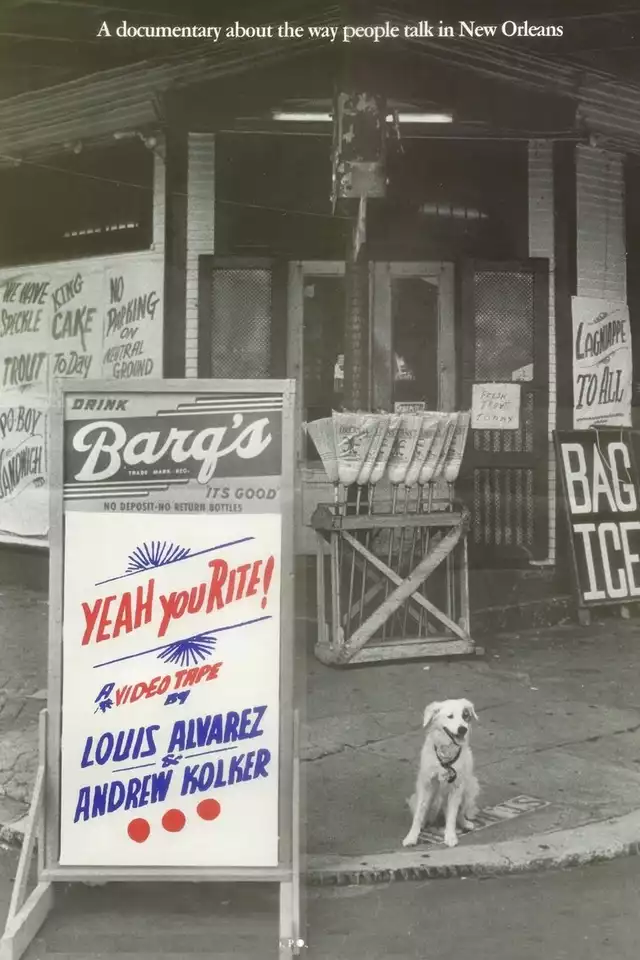 A documentary about the way people talk in New Orleans
WE HAVE
SPECKLE
TROUT
KING
CAKE
ToDay
NO
PARKING
ON
NEUTRAL
GROUND
PO-BOY
SANDWICH
LAGNIAPPE
TO ALL
BAG
ICE
DRINK
Barq's
TRADE MARK-REG.
IT'S GOOD
NO DEPOSIT-NO RETURN BOTTLES
YEAH YOU RITE!
A VIDEO TAPE
BY
LOUIS ALVAREZ
&
ANDREW KOLKER